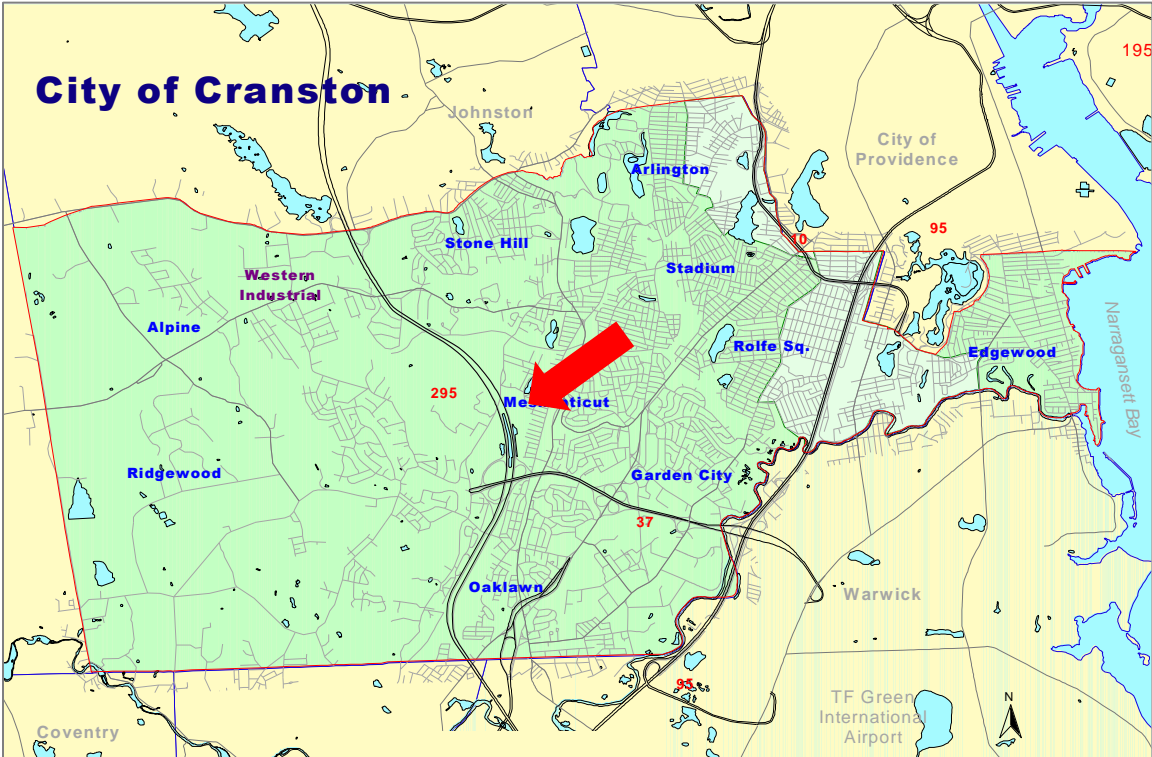 195
City of Cranston
Johnston
City of
Providence
Arlington
95
10
Stone Hill
Stadium
Western
Industrial
Alpine
Rolfe Sq.
Edgewood
Narragansett Bay
295
Ridgewood
Garden City
37
Oaklawn
Warwick
95
TF Green
International
Airport
N
Coventry